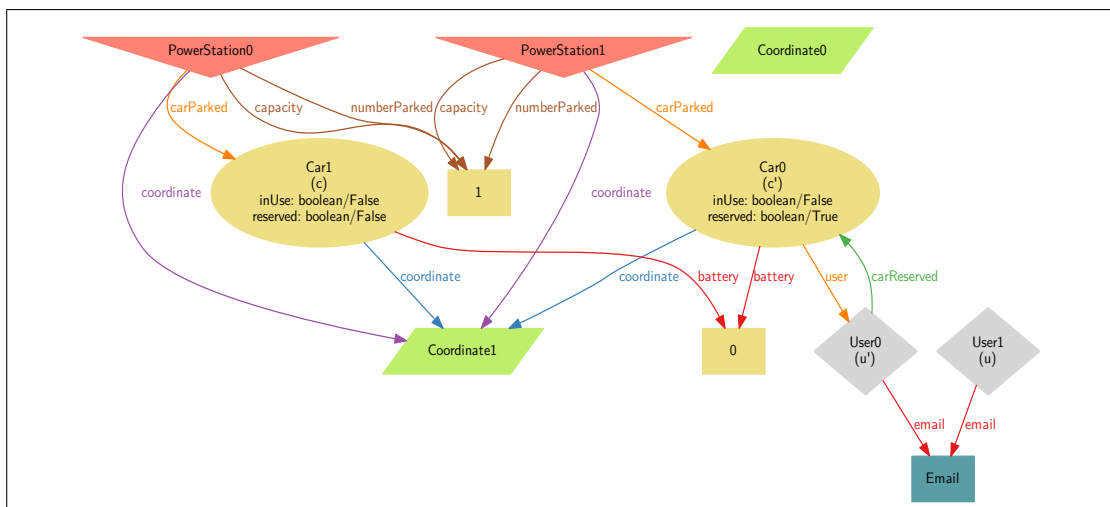 PowerStation0
PowerStation1
Coordinate0
carParked
capacity
numberParked
capacity
numberParked
carParked
Car1
(c)
inUse: boolean/False
reserved: boolean/False
coordinate
1
coordinate
Car0
(c')
inUse: boolean/False
reserved: boolean/True
coordinate
coordinate
battery
battery
user
carReserved
Coordinate1
0
User0
(u')
User1
(u)
email
email
Email